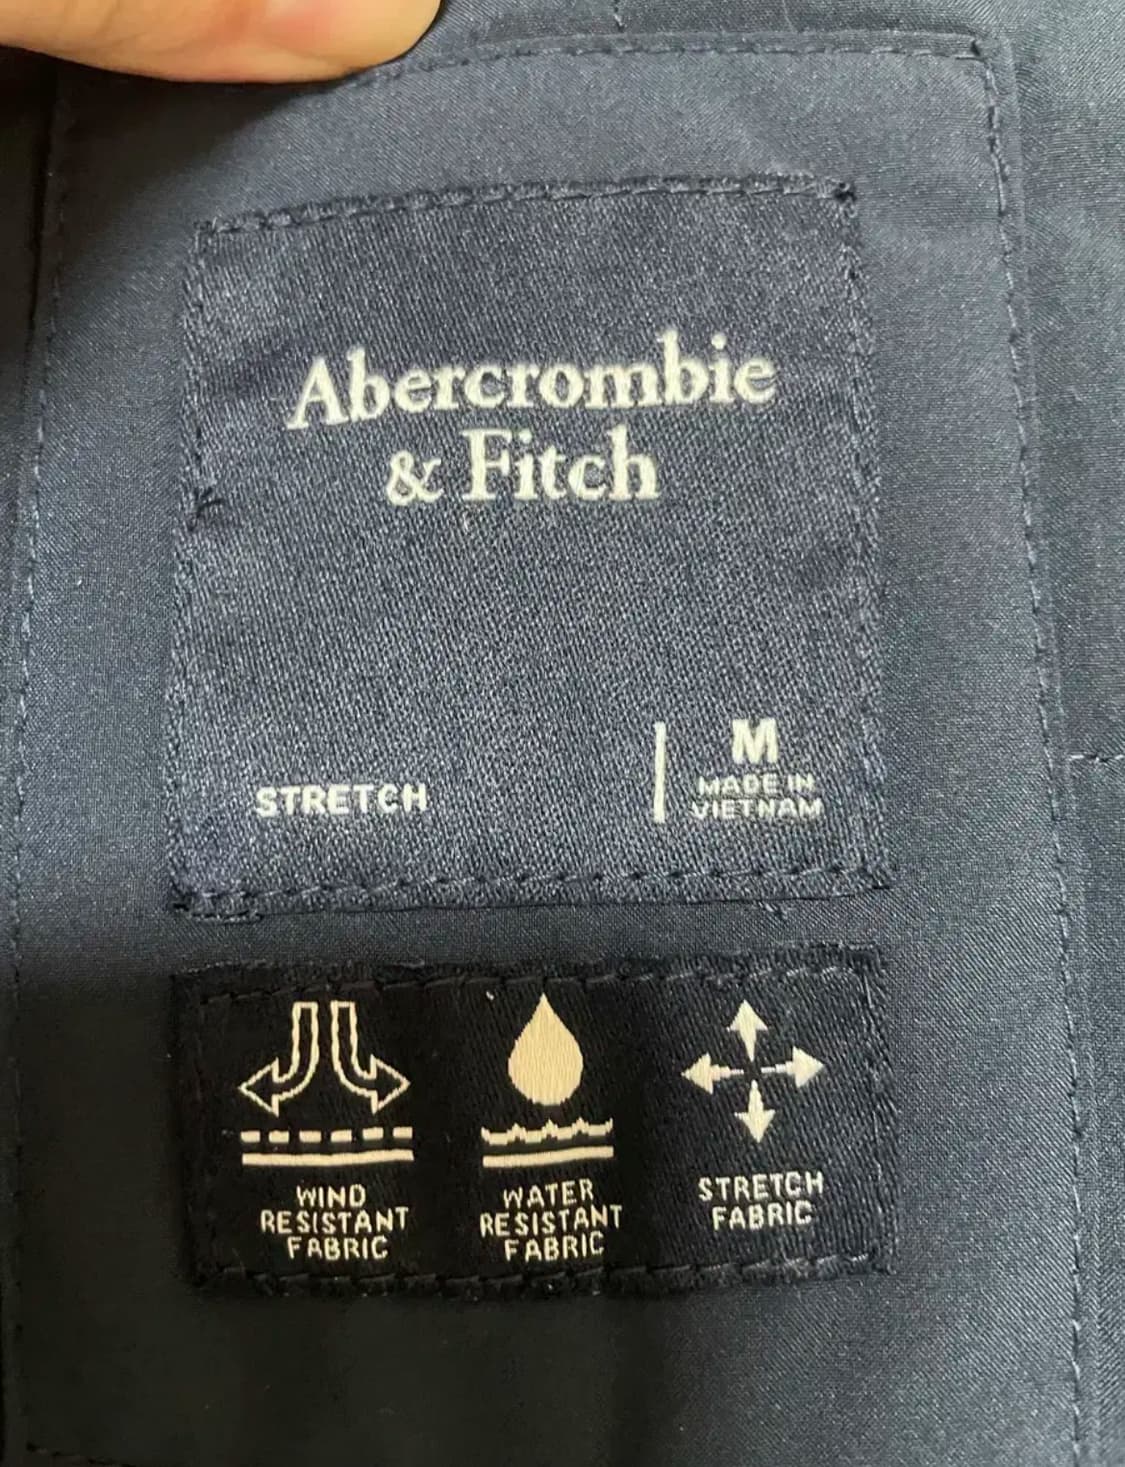 Abercrombie
& Fitch
STRETCH
M
MADE IN
VIETNAM
WIND
RESISTANT
FABRIC
WATER
RESISTANT
FABRIC
STRETCH
FABRIC